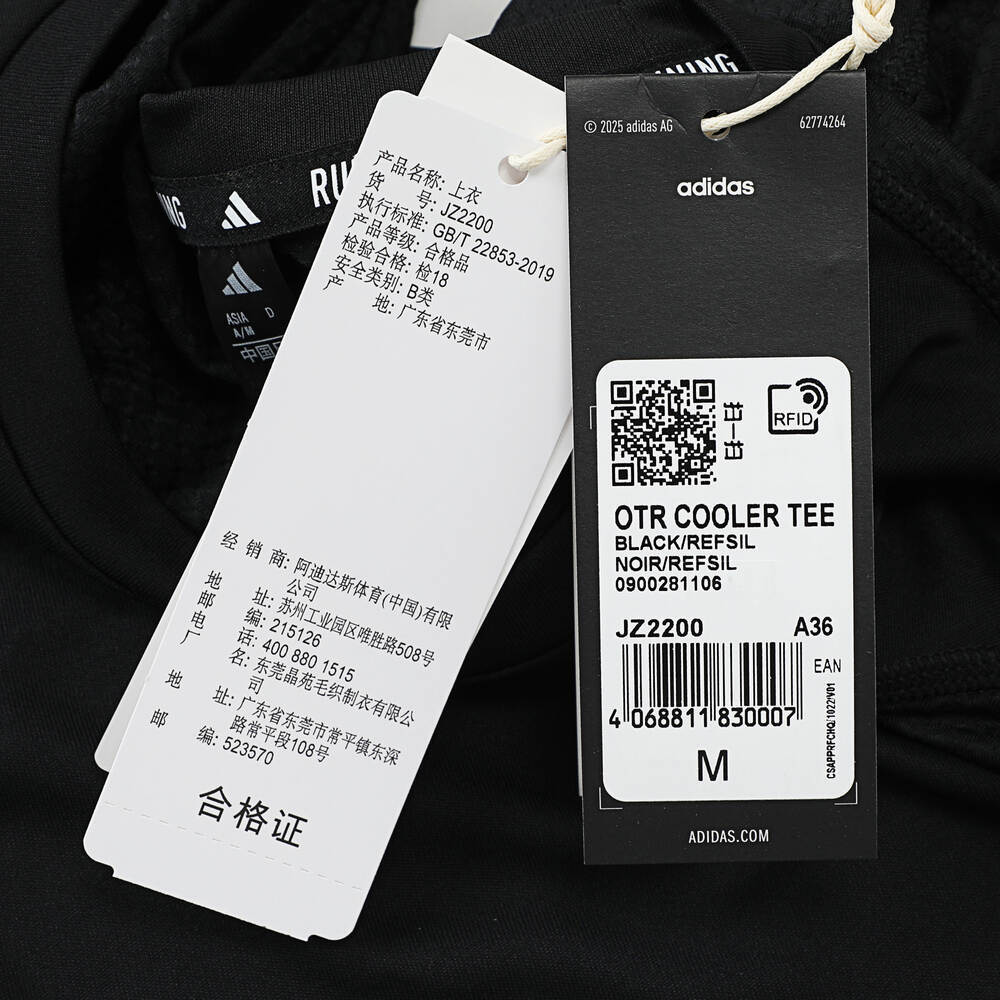 NING
RU
NING
ASIA D
A/M
中国
产品名称: 上衣
货 号: JZ2200
执行标准: GB/T 22853-2019
产品等级: 合格品
检验合格: 检18
安全类别: B类
产 地: 广东省东莞市
经 销 商: 阿迪达斯体育(中国)有限
公司
地 址: 苏州工业园区唯胜路508号
邮 编: 215126
电 话: 400 880 1515
厂 名: 东莞晶苑毛织制衣有限公
司
地 址: 广东省东莞市常平镇东深
路常平段108号
邮 编: 523570
合格证
© 2025 adidas AG 62774264
adidas
扫一扫
RFID
OTR COOLER TEE
BLACK/REFSIL
NOIR/REFSIL
0900281106
JZ2200 A36
EAN
4 068811 830007
CSAPPRFCHQ1022V01
M
ADIDAS.COM